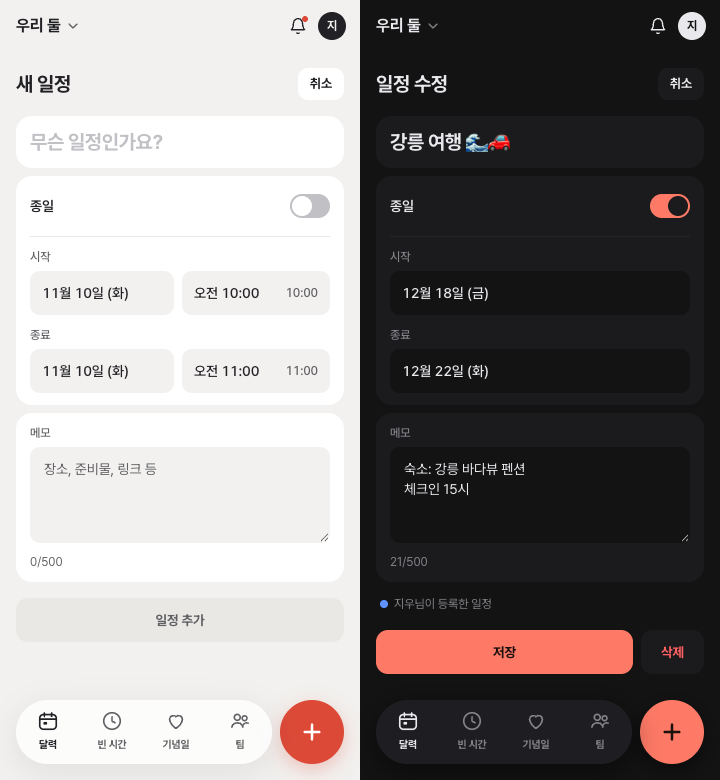 우리 둘
지
새 일정
취소
무슨 일정인가요?
종일
시작
11월 10일 (화)
오전 10:00
10:00
종료
11월 10일 (화)
오전 11:00
11:00
메모
장소, 준비물, 링크 등
0/500
일정 추가
달력
빈 시간
기념일
팀
우리 둘
지
일정 수정
취소
강릉 여행 🌊🚗
종일
시작
12월 18일 (금)
종료
12월 22일 (화)
메모
숙소: 강릉 바다뷰 펜션
체크인 15시
21/500
지우님이 등록한 일정
저장
삭제
달력
빈 시간
기념일
팀